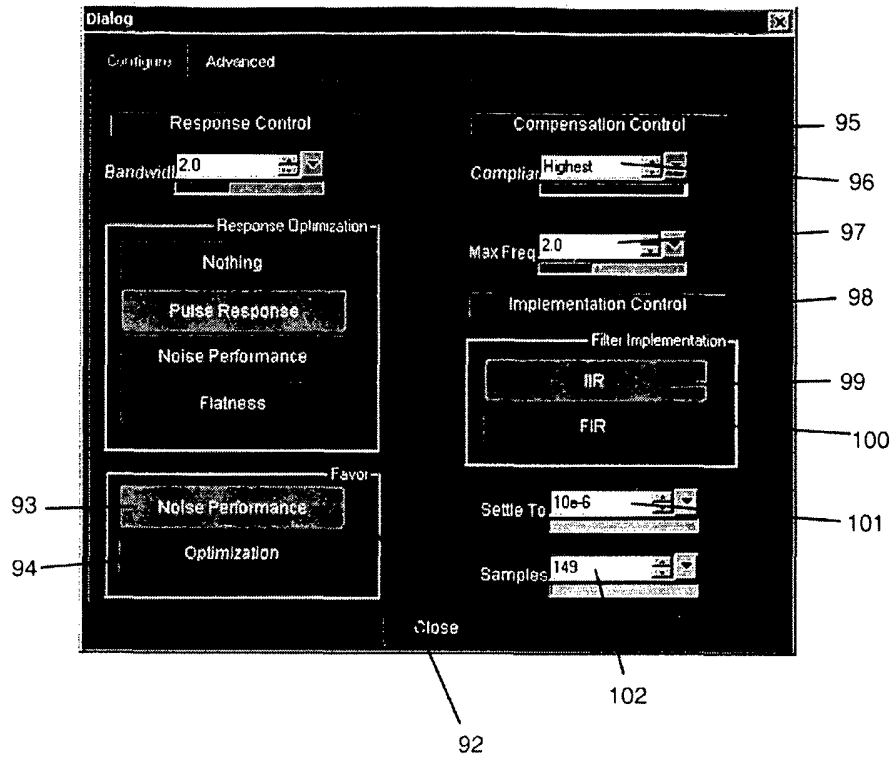 Dialog
Configure Advanced
Response Control
Bandwidt 2.0
Response Optimization
Nothing
Pulse Response
Noise Performance
Flatness
Favor
Noise Performance
Optimization
Compensation Control
Complian Highest
Max Freq 2.0
Implementation Control
Filter Implementation
IIR
FIR
Settle To 10e-6
Samples 149
Close
93
94
95
96
97
98
99
100
101
102
92